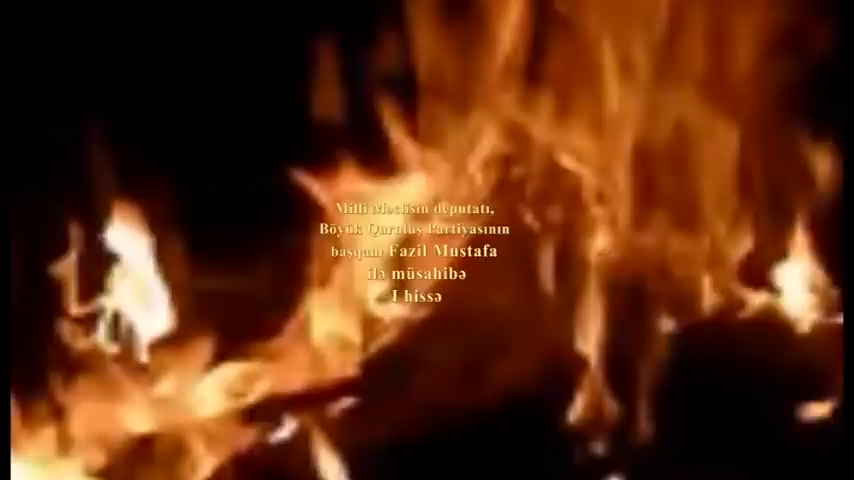 Milli Məclisin deputatı,
Böyük Quruluş Partiyasının
başqanı Fazil Mustafa
ilə müsahibə
I hissə